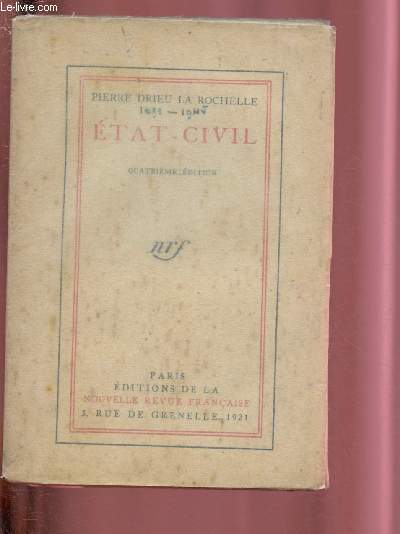 Le-livre.com
PIERRE DRIEU LA ROCHELLE
ÉTAT-CIVIL
QUATRIÈME ÉDITION
nrf
PARIS
ÉDITIONS DE LA
NOUVELLE REVUE FRANÇAISE
3, RUE DE GRENELLE, 1921